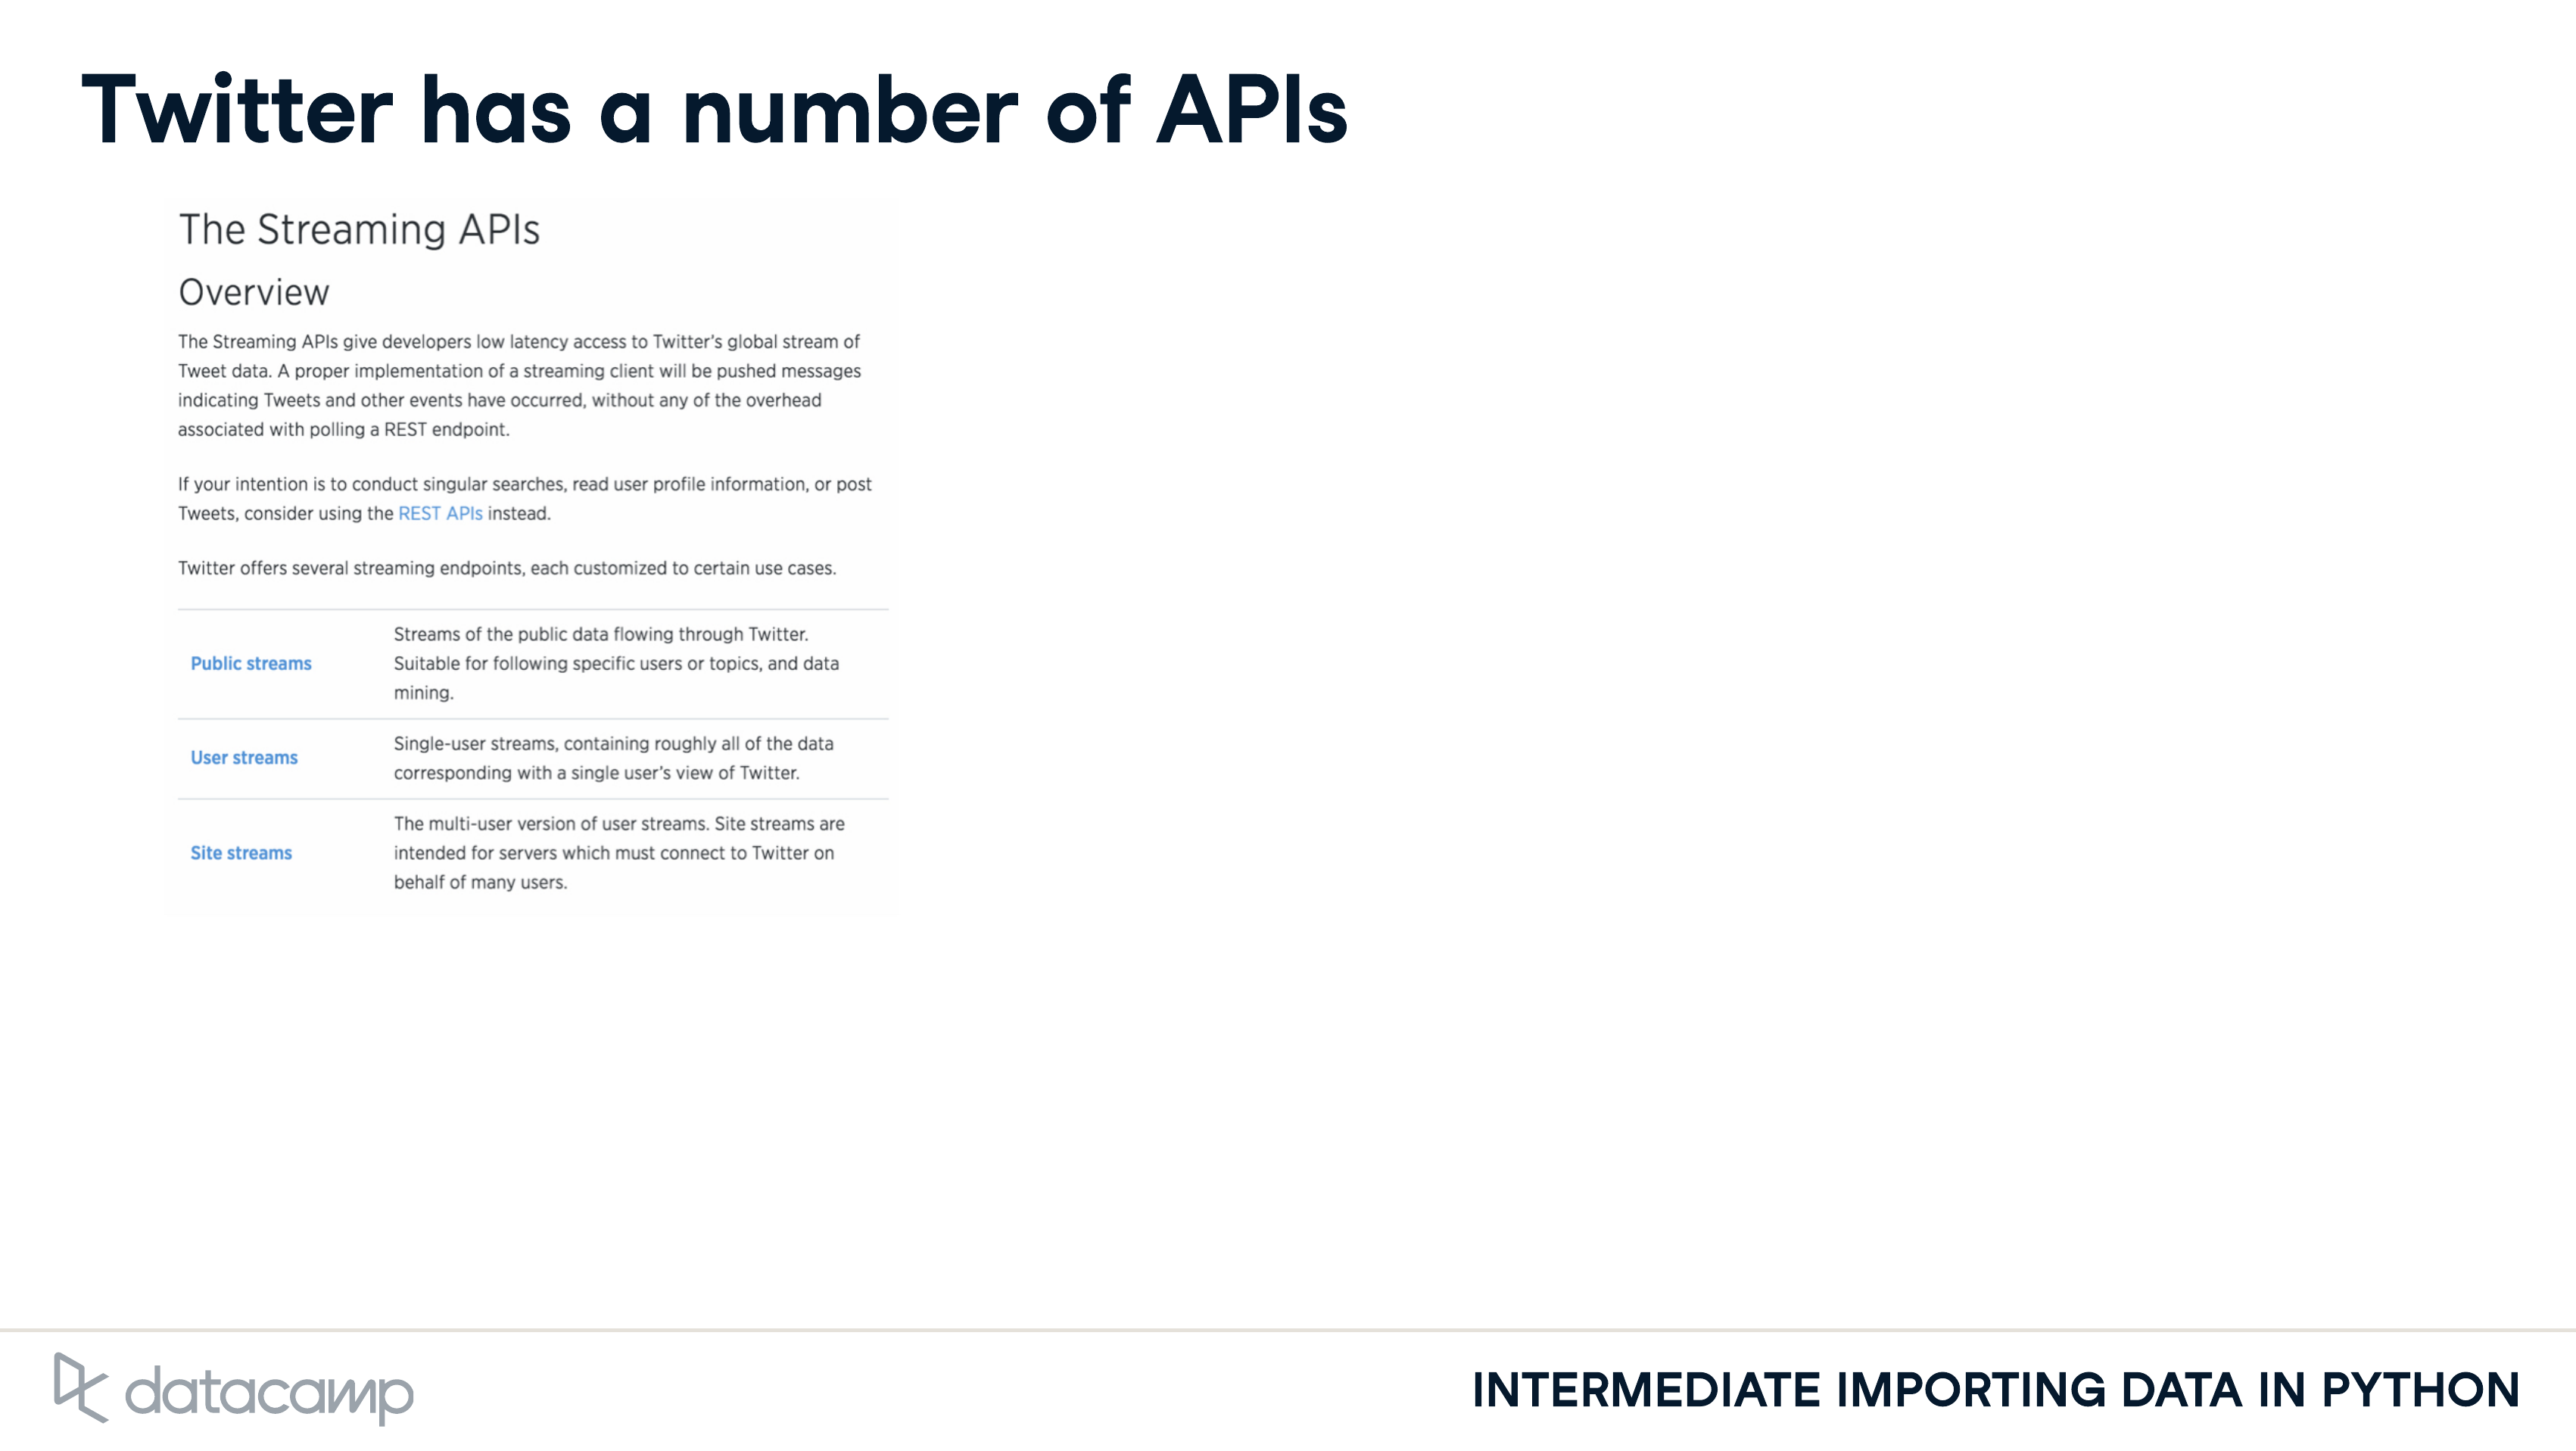 Twitter has a number of APIs
The Streaming APIs
Overview
The Streaming APIs give developers low latency access to Twitter's global stream of
Tweet data. A proper implementation of a streaming client will be pushed messages
indicating Tweets and other events have occurred, without any of the overhead
associated with polling a REST endpoint.
If your intention is to conduct singular searches, read user profile information, or post
Tweets, consider using the REST APIs instead.
Twitter offers several streaming endpoints, each customized to certain use cases.
Public streams
Streams of the public data flowing through Twitter.
Suitable for following specific users or topics, and data
mining.
User streams
Single-user streams, containing roughly all of the data
corresponding with a single user's view of Twitter.
Site streams
The multi-user version of user streams. Site streams are
intended for servers which must connect to Twitter on
behalf of many users.
datacamp
INTERMEDIATE IMPORTING DATA IN PYTHON